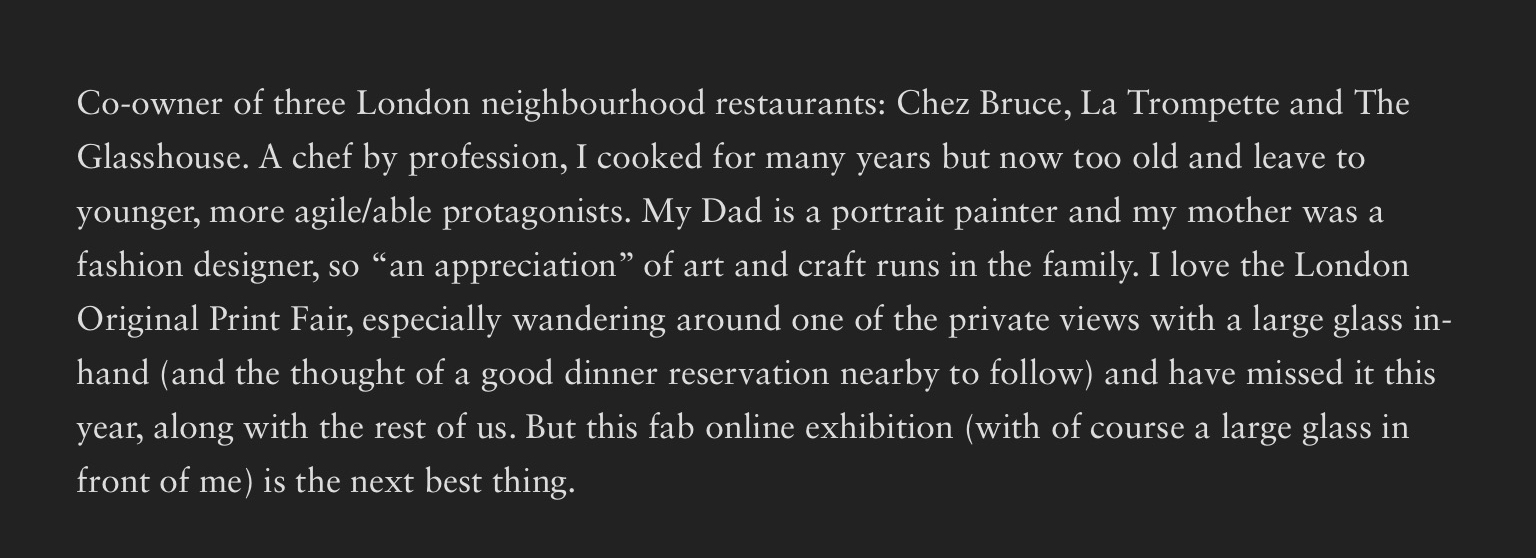 Co-owner of three London neighbourhood restaurants: Chez Bruce, La Trompette and The
Glasshouse. A chef by profession, I cooked for many years but now too old and leave to
younger, more agile/able protagonists. My Dad is a portrait painter and my mother was a
fashion designer, so “an appreciation” of art and craft runs in the family. I love the London
Original Print Fair, especially wandering around one of the private views with a large glass in-
hand (and the thought of a good dinner reservation nearby to follow) and have missed it this
year, along with the rest of us. But this fab online exhibition (with of course a large glass in
front of me) is the next best thing.